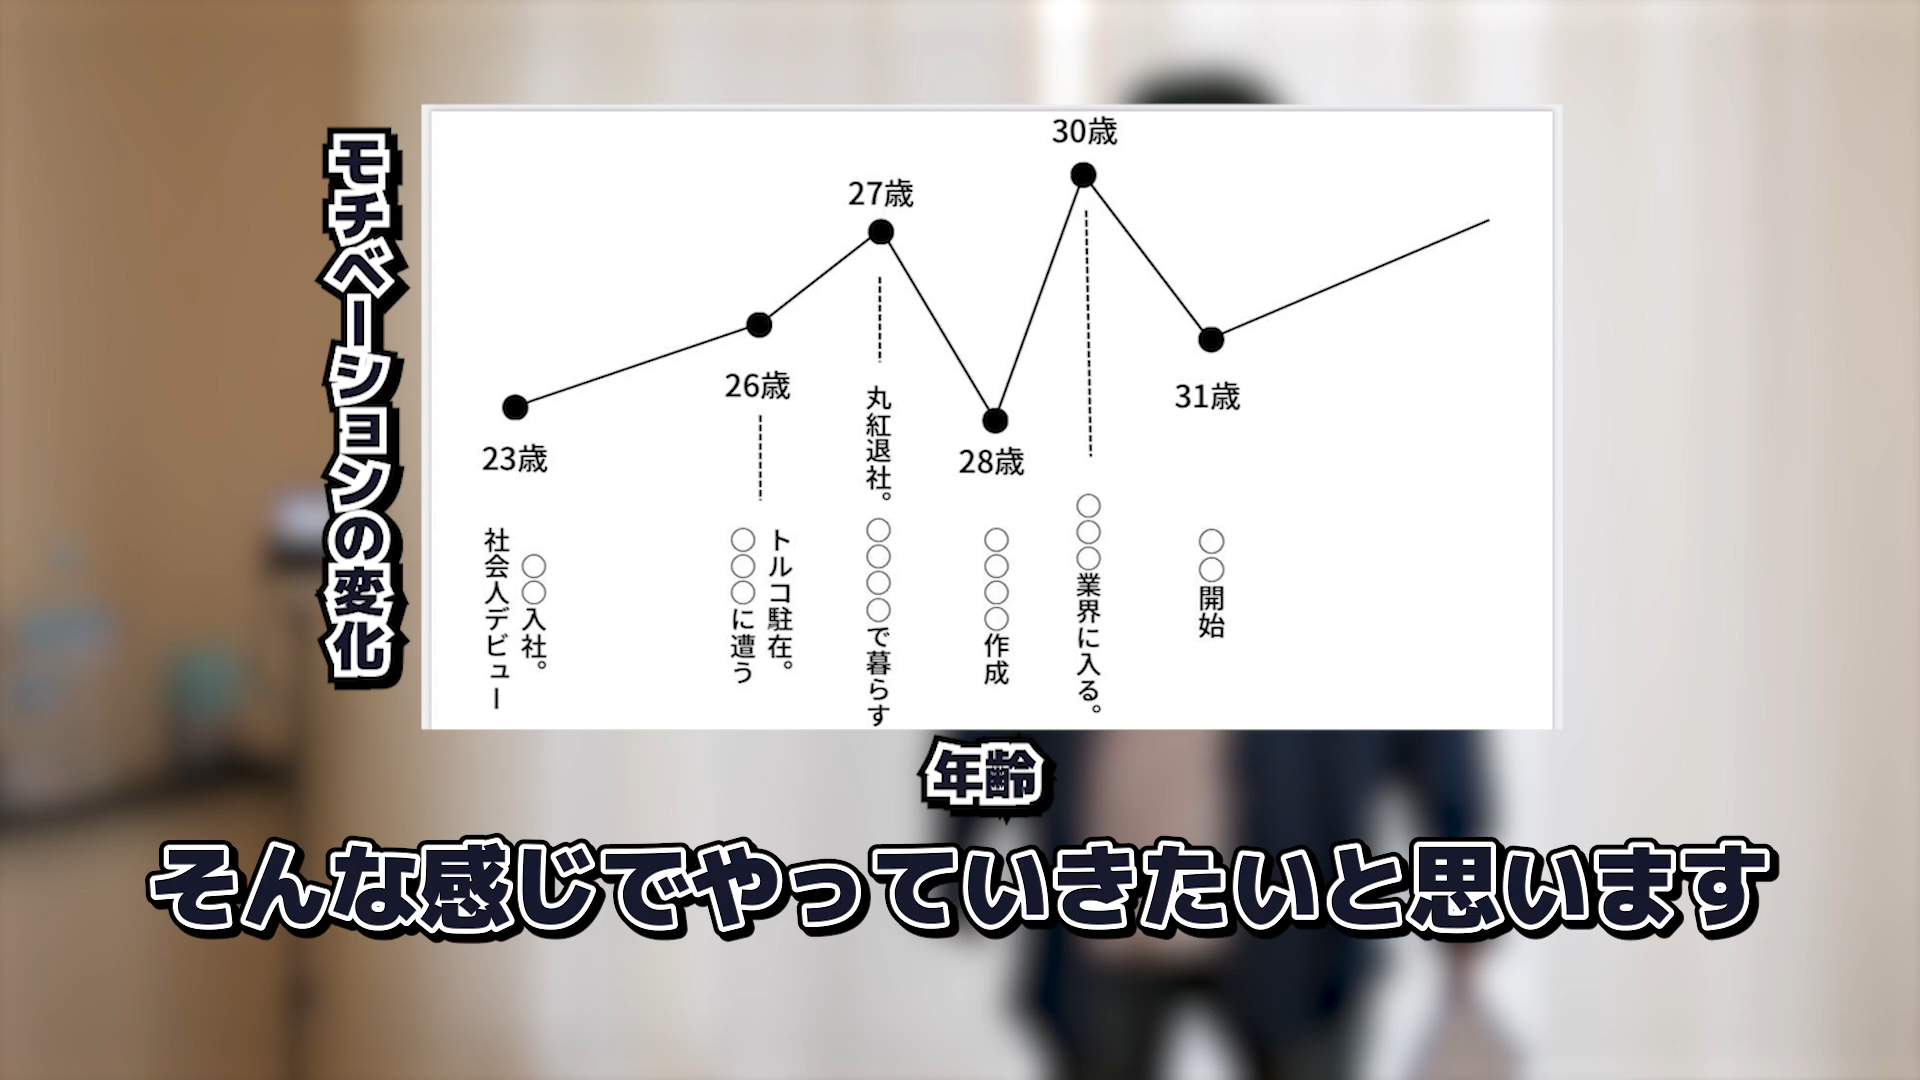 モチベーションの変化
30歳
27歳
26歳
31歳
23歳
28歳
○○入社。
社会人デビュー
トルコ駐在。
○○○に遭う
丸紅退社。○○○○で暮らす
○○○○作成
○○○業界に入る。
○○開始
年齢
そんな感じでやっていきたいと思います